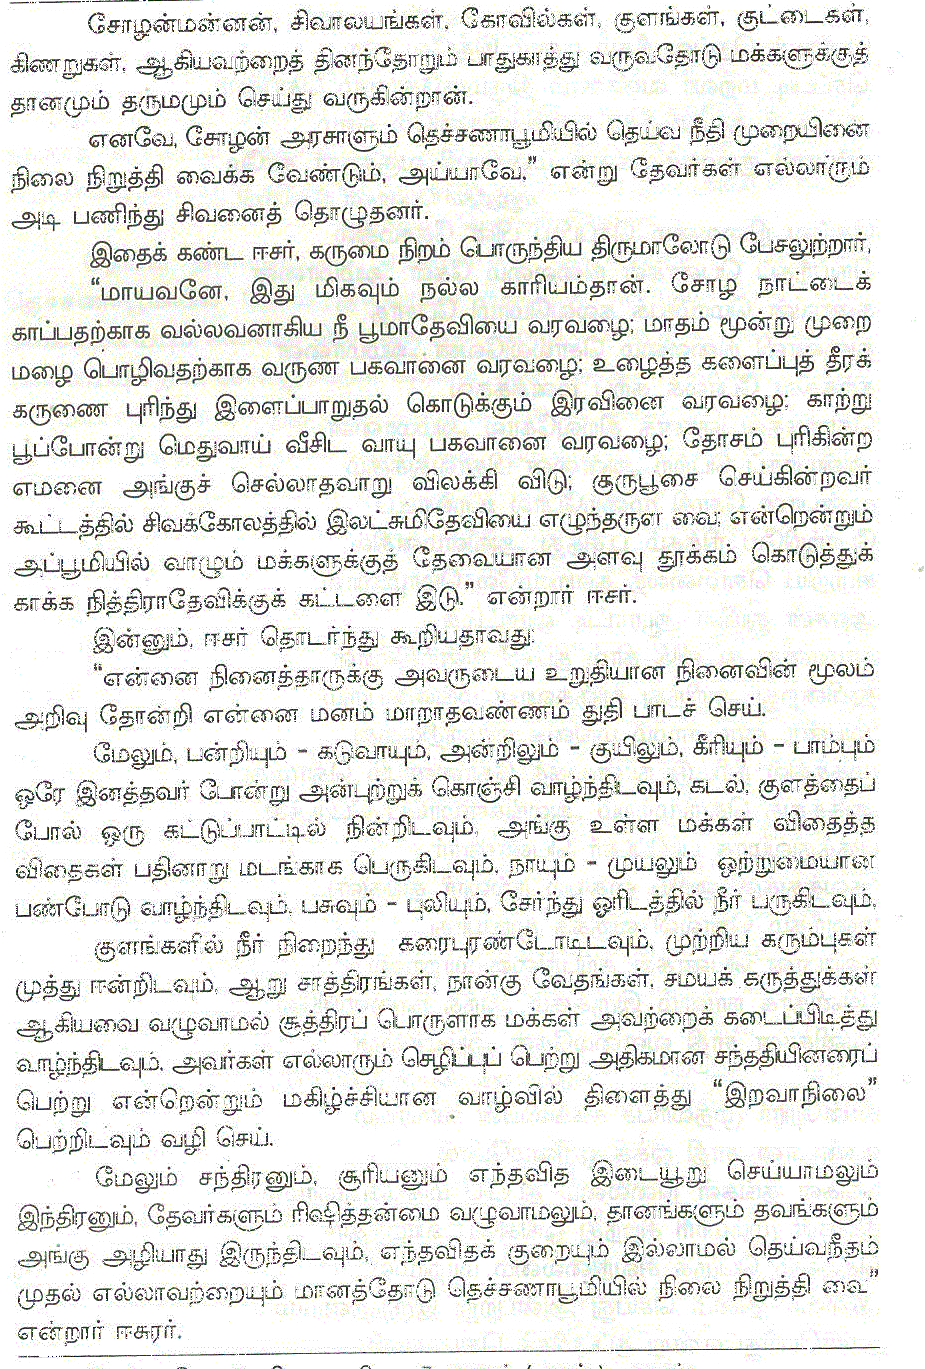 சோழன்மன்னன், சிவாலயங்கள், கோவில்கள், குளங்கள், குட்டைகள்,
கிணறுகள், ஆகியவற்றைத் தினந்தோறும் பாதுகாத்து வருவதோடு மக்களுக்குத்
தானமும் தருமமும் செய்து வருகின்றான்.
எனவே, சோழன் அரசாளும் தெச்சணாபூமியில் தெய்வ நீதி முறையினை
நிலை நிறுத்தி வைக்க வேண்டும், அய்யாவே,” என்று தேவர்கள் எல்லாரும்
அடி பணிந்து சிவனைத் தொழுதனர்.
இதைக் கண்ட ஈசர், கருமை நிறம் பொருந்திய திருமாலோடு பேசலுற்றார்,
“மாயவனே, இது மிகவும் நல்ல காரியம்தான். சோழ நாட்டைக்
காப்பதற்காக வல்லவனாகிய நீ பூமாதேவியை வரவழை; மாதம் மூன்று முறை
மழை பொழிவதற்காக வருண பகவானை வரவழை; உழைத்த களைப்புத் தீரக்
கருணை புரிந்து இளைப்பாறுதல் கொடுக்கும் இரவினை வரவழை; காற்று
பூப்போன்று மெதுவாய் வீசிட வாயு பகவானை வரவழை; தோசம் புரிகின்ற
எமனை அங்குச் செல்லாதவாறு விலக்கி விடு; குருபூசை செய்கின்றவர்
கூட்டத்தில் சிவக்கோலத்தில் இலட்சுமிதேவியை எழுந்தருள வை; என்றென்றும்
அப்பூமியில் வாழும் மக்களுக்குத் தேவையான அளவு தூக்கம் கொடுத்துக்
காக்க நித்திராதேவிக்குக் கட்டளை இடு.” என்றார் ஈசர்.
இன்னும், ஈசர் தொடர்ந்து கூறியதாவது:
“என்னை நினைத்தாருக்கு அவருடைய உறுதியான நினைவின் மூலம்
அறிவு தோன்றி என்னை மனம் மாறாதவண்ணம் துதி பாடச் செய்.
மேலும், பன்றியும் – கடுவாயும், அன்றிலும் – குயிலும், கீரியும் – பாம்பும்
ஒரே இனத்தவர் போன்று அன்புற்றுக் கொஞ்சி வாழ்ந்திடவும், கடல், குளத்தைப்
போல் ஒரு கட்டுப்பாட்டில் நின்றிடவும், அங்கு உள்ள மக்கள் விதைத்த
விதைகள் பதினாறு மடங்காக பெருகிடவும், நாயும் – முயலும் ஒற்றுமையான
பண்போடு வாழ்ந்திடவும், பசுவும் – புலியும், சேர்ந்து ஓரிடத்தில் நீர் பருகிடவும்,
குளங்களில் நீர் நிறைந்து கரைபுரண்டோடிடவும், முற்றிய கரும்புகள்
முத்து ஈன்றிடவும், ஆறு சாத்திரங்கள், நான்கு வேதங்கள், சமயக் கருத்துக்கள்
ஆகியவை வழுவாமல் சூத்திரப் பொருளாக மக்கள் அவற்றைக் கடைப்பிடித்து
வாழ்ந்திடவும், அவர்கள் எல்லாரும் செழிப்புப் பெற்று அதிகமான சந்ததியினரைப்
பெற்று என்றென்றும் மகிழ்ச்சியான வாழ்வில் திளைத்து “இறவாநிலை”
பெற்றிடவும் வழி செய்.
மேலும் சந்திரனும், சூரியனும் எந்தவித இடையூறு செய்யாமலும்
இந்திரனும், தேவர்களும் ரிஷித்தன்மை வழுவாமலும், தானங்களும் தவங்களும்
அங்கு அழியாது இருந்திடவும், எந்தவிதக் குறையும் இல்லாமல் தெய்வநீதம்
முதல் எல்லாவற்றையும் மானத்தோடு தெச்சணாபூமியில் நிலை நிறுத்தி வை”
என்றார் ஈசுரர்.